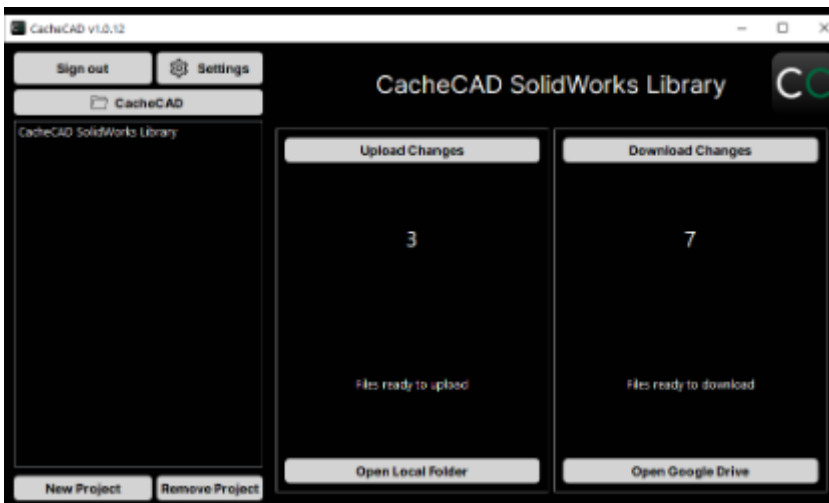 CacheCAD v1.0.12
Sign out
Settings
CacheCAD
CacheCAD SolidWorks Library
New Project
Remove Project
CacheCAD SolidWorks Library
CC
Upload Changes
3
Files ready to upload
Open Local Folder
Download Changes
7
Files ready to download
Open Google Drive